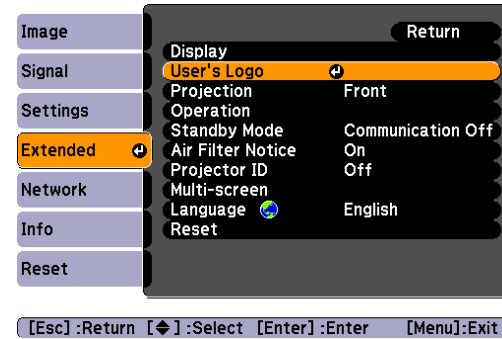 Image
Signal
Settings
Extended
Network
Info
Reset
Return
Display
User's Logo
Projection Front
Operation
Standby Mode Communication Off
Air Filter Notice On
Projector ID Off
Multi-screen
Language English
Reset
[Esc] :Return [◆] :Select [Enter] :Enter [Menu]:Exit